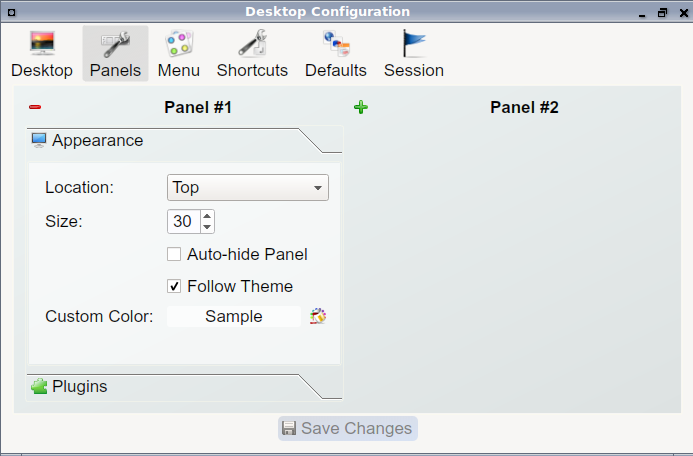 Desktop Configuration
Desktop Panels Menu Shortcuts Defaults Session
Panel #1 Panel #2
Appearance
Location: Top
Size: 30
Auto-hide Panel
Follow Theme
Custom Color: Sample
Plugins
Save Changes